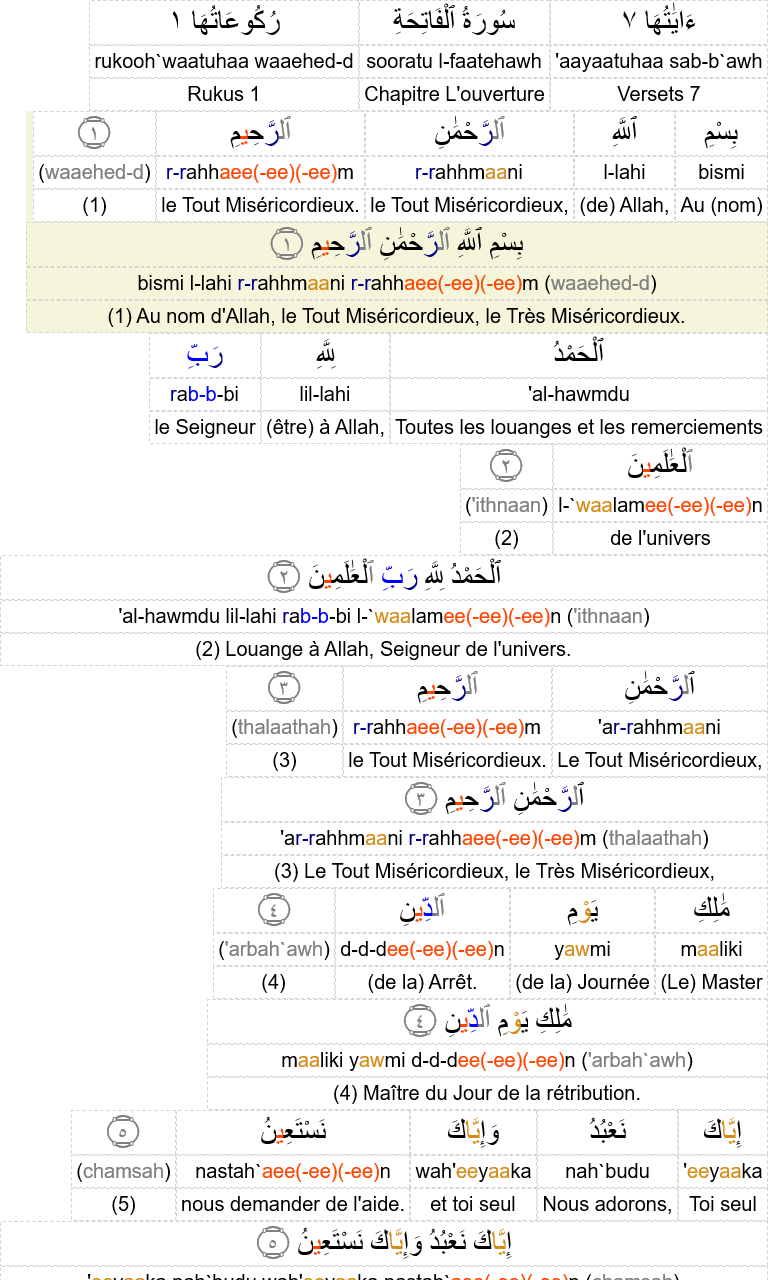 ءَايَٰتُهَا ٧ سُورَةُ ٱلْفَاتِحَةِ رُكُوعَاتُهَا ١
'aayaatuhaa sab-b`awh sooratu l-faatehawh rukooh`waatuhaa waaehed-d
Versets 7 Chapitre L'ouverture Rukus 1
بِسْمِ ٱللَّهِ ٱلرَّحْمَٰنِ ٱلرَّحِيمِ ١
bismi l-lahi r-rahhmaani r-rahhaee(-ee)(-ee)m (waaehed-d)
Au (nom) (de) Allah, le Tout Miséricordieux, le Tout Miséricordieux. (1)
بِسْمِ ٱللَّهِ ٱلرَّحْمَٰنِ ٱلرَّحِيمِ ١
bismi l-lahi r-rahhmaani r-rahhaee(-ee)(-ee)m (waaehed-d)
(1) Au nom d'Allah, le Tout Miséricordieux, le Très Miséricordieux.
ٱلْحَمْدُ لِلَّهِ رَبِّ
'al-hawmdu lil-lahi rab-b-bi
Toutes les louanges et les remerciements (être) à Allah, le Seigneur
ٱلْعَٰلَمِينَ ٢
l-`waalamee(-ee)(-ee)n ('ithnaan)
de l'univers (2)
ٱلْحَمْدُ لِلَّهِ رَبِّ ٱلْعَٰلَمِينَ ٢
'al-hawmdu lil-lahi rab-b-bi l-`waalamee(-ee)(-ee)n ('ithnaan)
(2) Louange à Allah, Seigneur de l'univers.
ٱلرَّحْمَٰنِ ٱلرَّحِيمِ ٣
'ar-rahhmaani r-rahhaee(-ee)(-ee)m (thalaathah)
Le Tout Miséricordieux, le Tout Miséricordieux. (3)
ٱلرَّحْمَٰنِ ٱلرَّحِيمِ ٣
'ar-rahhmaani r-rahhaee(-ee)(-ee)m (thalaathah)
(3) Le Tout Miséricordieux, le Très Miséricordieux,
مَٰلِكِ يَوْمِ ٱلدِّينِ ٤
maaliki yawmi d-d-dee(-ee)(-ee)n ('arbah`awh)
(Le) Master (de la) Journée (de la) Arrêt. (4)
مَٰلِكِ يَوْمِ ٱلدِّينِ ٤
maaliki yawmi d-d-dee(-ee)(-ee)n ('arbah`awh)
(4) Maître du Jour de la rétribution.
إِيَّاكَ نَعْبُدُ وَإِيَّاكَ نَسْتَعِينُ ٥
'eeyaaka nah`budu wah'eeyaaka nastah`aee(-ee)(-ee)n (chamsah)
Toi seul Nous adorons, et toi seul nous demander de l'aide. (5)
إِيَّاكَ نَعْبُدُ وَإِيَّاكَ نَسْتَعِينُ ٥
'eeyaaka nah`budu wah'eeyaaka nastah`aee(-ee)(-ee)n (chamsah)